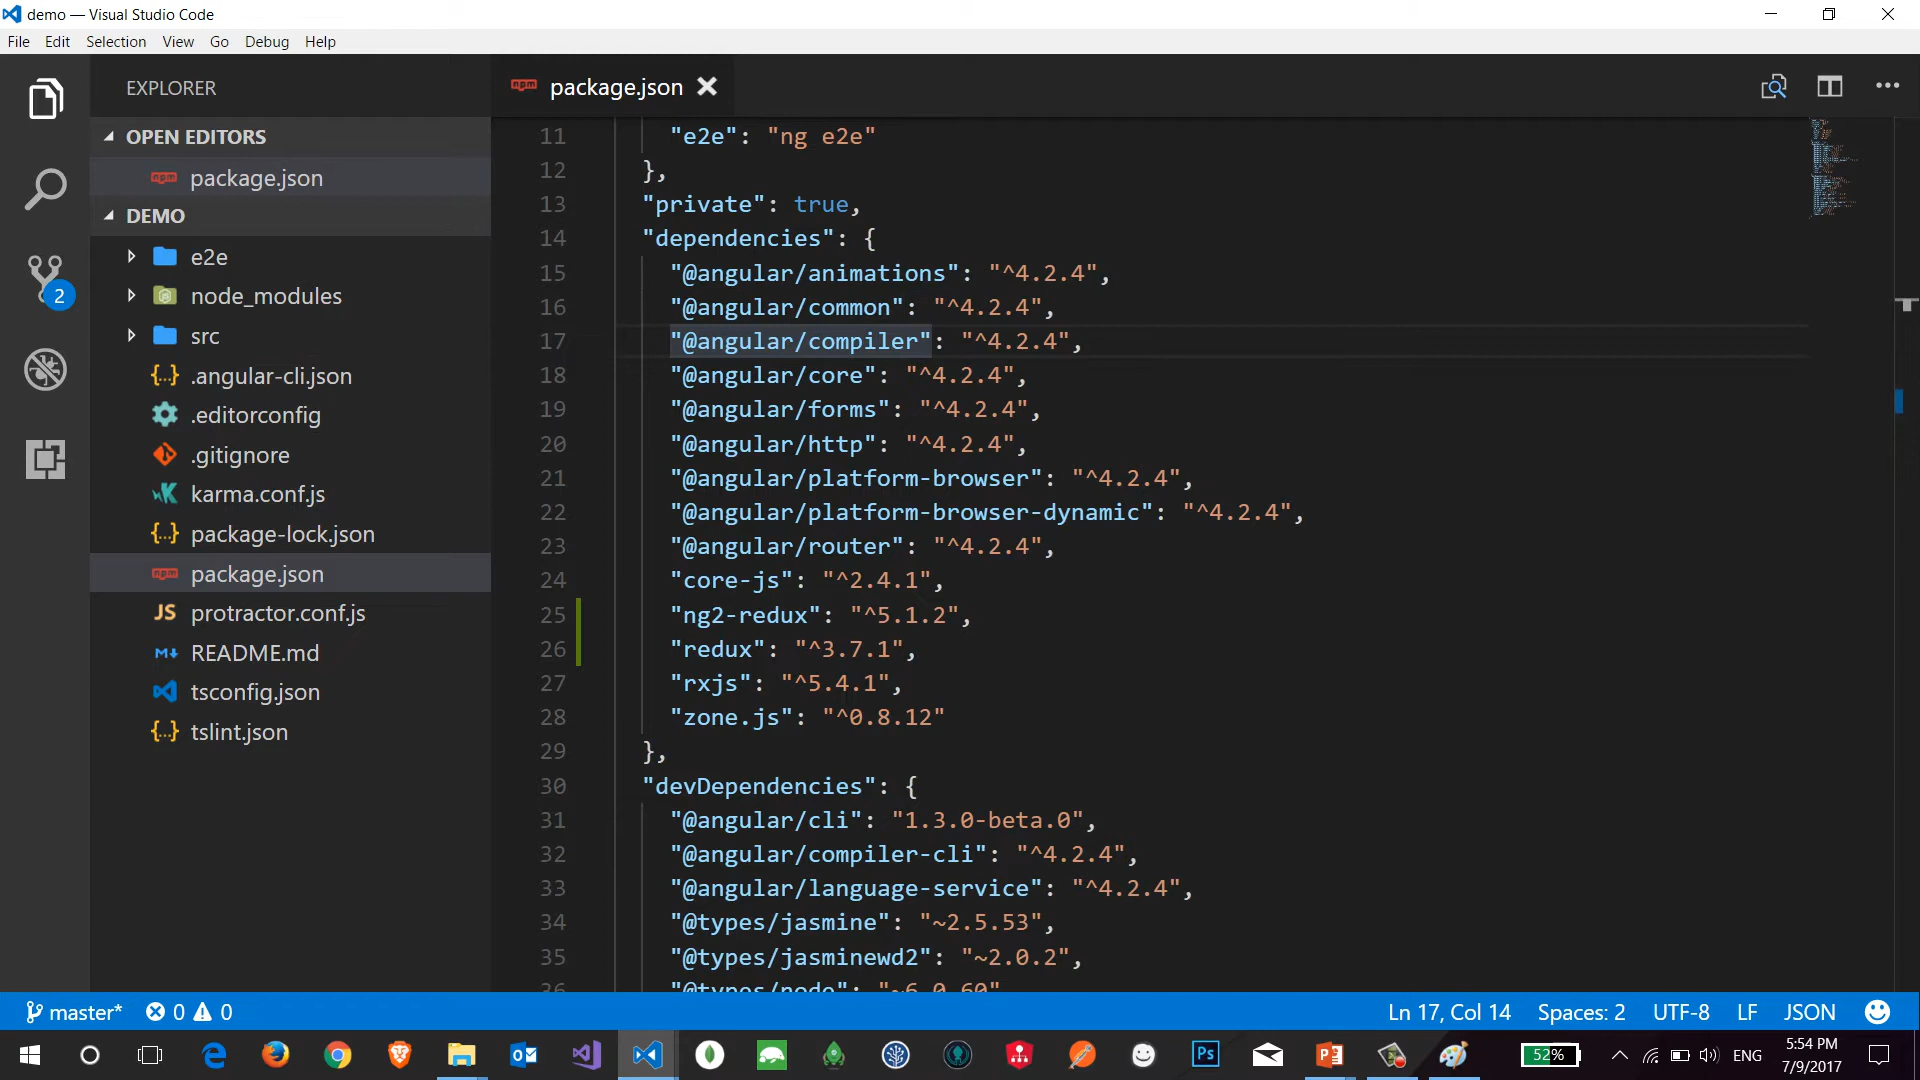 demo — Visual Studio Code
File Edit Selection View Go Debug Help
EXPLORER
OPEN EDITORS
package.json
DEMO
e2e
node_modules
src
.angular-cli.json
.editorconfig
.gitignore
karma.conf.js
package-lock.json
package.json
JS protractor.conf.js
README.md
tsconfig.json
tslint.json
2
npm package.json
11 "e2e": "ng e2e"
12 },
13 "private": true,
14 "dependencies": {
15 "@angular/animations": "^4.2.4",
16 "@angular/common": "^4.2.4",
17 "@angular/compiler": "^4.2.4",
18 "@angular/core": "^4.2.4",
19 "@angular/forms": "^4.2.4",
20 "@angular/http": "^4.2.4",
21 "@angular/platform-browser": "^4.2.4",
22 "@angular/platform-browser-dynamic": "^4.2.4",
23 "@angular/router": "^4.2.4",
24 "core-js": "^2.4.1",
25 "ng2-redux": "^5.1.2",
26 "redux": "^3.7.1",
27 "rxjs": "^5.4.1",
28 "zone.js": "^0.8.12"
29 },
30 "devDependencies": {
31 "@angular/cli": "1.3.0-beta.0",
32 "@angular/compiler-cli": "^4.2.4",
33 "@angular/language-service": "^4.2.4",
34 "@types/jasmine": "~2.5.53",
35 "@types/jasminewd2": "~2.0.2",
36 "@types/node": "~6.0.60"
master* 0 0 Ln 17, Col 14 Spaces: 2 UTF-8 LF JSON
52% ENG 5:54 PM
7/9/2017